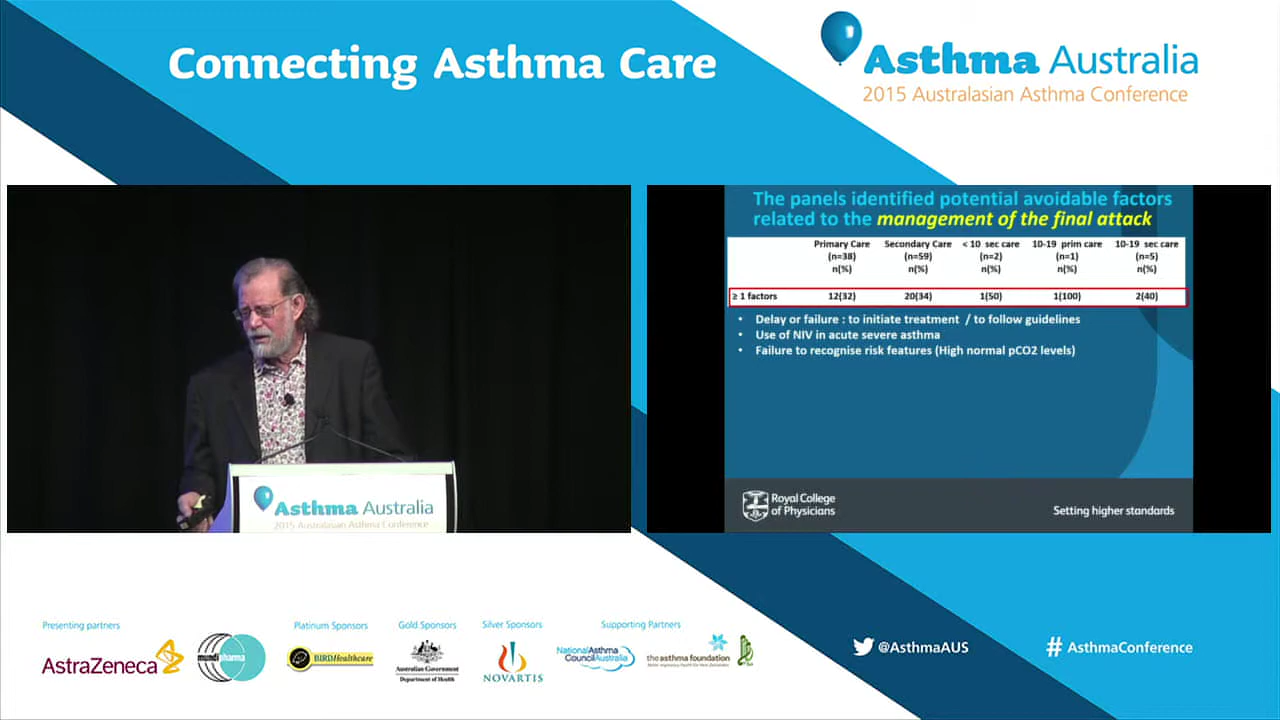 Connecting Asthma Care
Asthma Australia
2015 Australasian Asthma Conference
Asthma Australia
2015 Australasian Asthma Conference
The panels identified potential avoidable factors
related to the management of the final attack
Primary Care Secondary Care < 10 sec care 10-19 prim care 10-19 sec care
(n=38) (n=59) (n=2) (n=1) (n=5)
n(%) n(%) n(%) n(%) n(%)
≥ 1 factors 12(32) 20(34) 1(50) 1(100) 2(40)
• Delay or failure : to initiate treatment / to follow guidelines
• Use of NIV in acute severe asthma
• Failure to recognise risk features (High normal pCO2 levels)
Royal College
of Physicians
Setting higher standards
Presenting partners
Platinum Sponsors
Gold Sponsors
Silver Sponsors
Supporting Partners
AstraZeneca
pharma
BIRDHealthcare
Australian Government
Department of Health
NOVARTIS
NationalAsthma
CouncilAustralia
the asthma foundation
@AsthmaAUS
# AsthmaConference